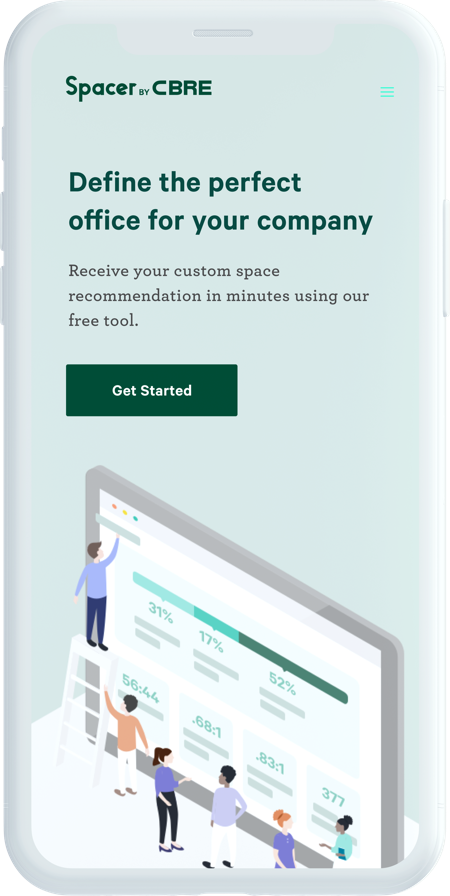 Spacer BY CBRE
Define the perfect
office for your company
Receive your custom space
recommendation in minutes using our
free tool.
Get Started
31%
17%
52%
56:44
.68:1
.83:1
377